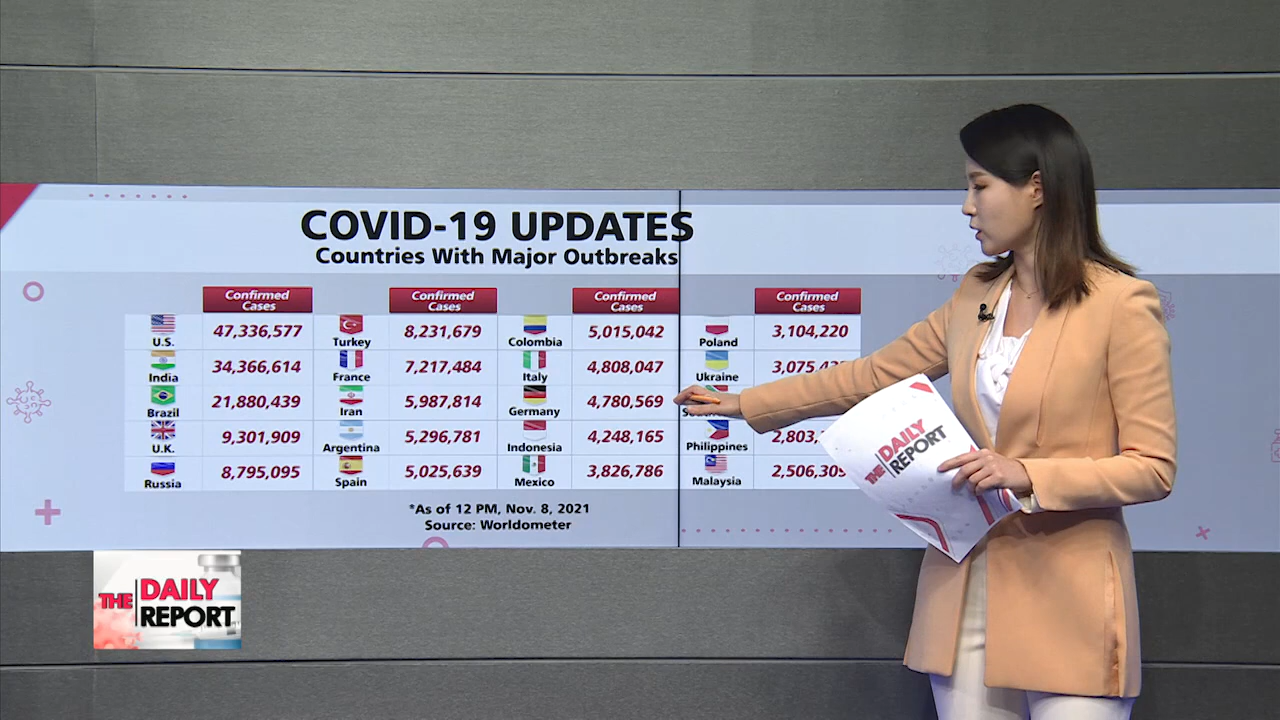 COVID-19 UPDATES
Countries With Major Outbreaks
Confirmed Cases Confirmed Cases Confirmed Cases Confirmed Cases
U.S. 47,336,577 Turkey 8,231,679 Colombia 5,015,042 Poland 3,104,220
India 34,366,614 France 7,217,484 Italy 4,808,047 Ukraine
Brazil 21,880,439 Iran 5,987,814 Germany 4,780,569
U.K. 9,301,909 Argentina 5,296,781 Indonesia 4,248,165 Philippines
Russia 8,795,095 Spain 5,025,639 Mexico 3,826,786 Malaysia 2,506,309
*As of 12 PM, Nov. 8, 2021
Source: Worldometer
THE DAILY REPORT
THE DAILY REPORT